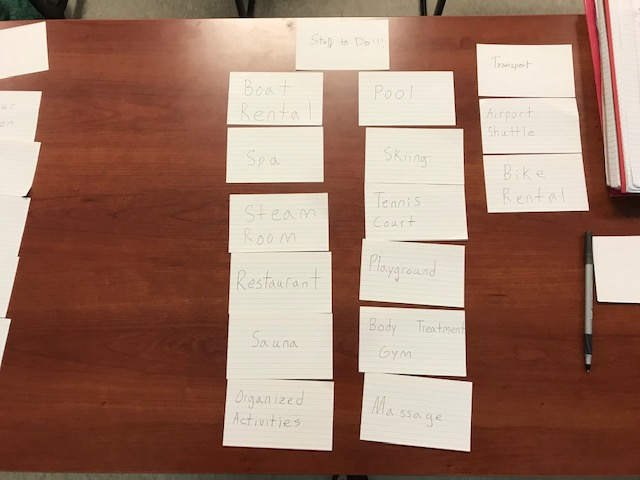 Stuff to Do!!!
Boat
Rental
Spa
Steam
Room
Restaurant
Sauna
Organized
Activities
Pool
Skiing
Tennis
Court
Playground
Body Treatment
Gym
Massage
Transport
Airport
Shuttle
Bike
Rental